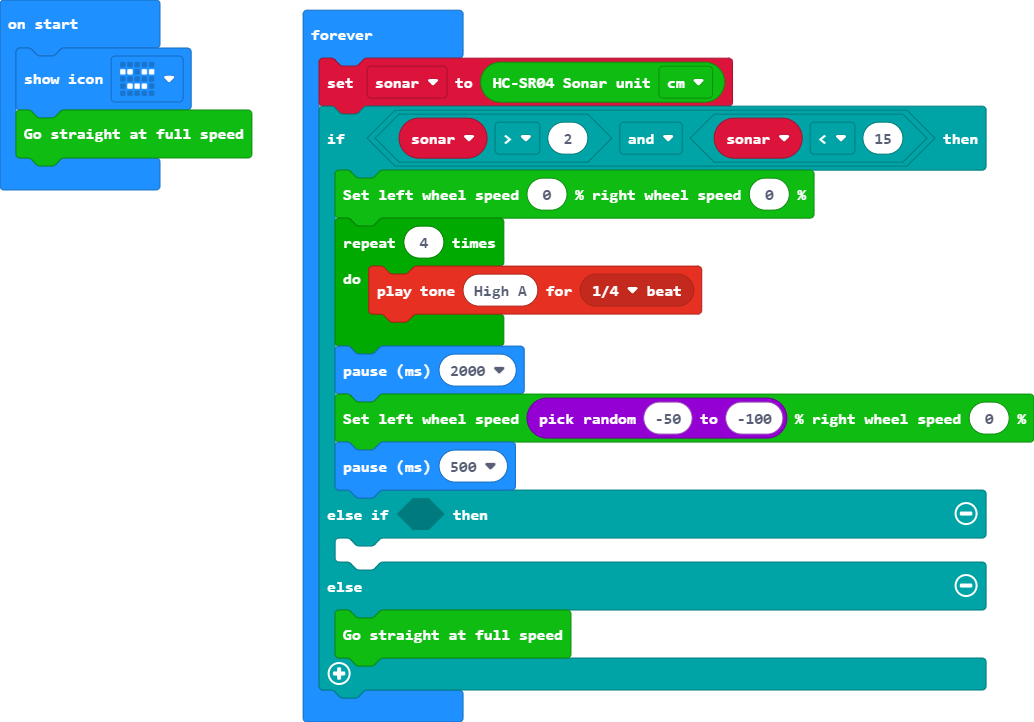 on start
show icon
Go straight at full speed
forever
set sonar to HC-SR04 Sonar unit cm
if sonar > 2 and sonar < 15 then
Set left wheel speed 0 % right wheel speed 0 %
repeat 4 times
do play tone High A for 1/4 beat
pause (ms) 2000
Set left wheel speed pick random -50 to -100 % right wheel speed 0 %
pause (ms) 500
else if then
else
Go straight at full speed